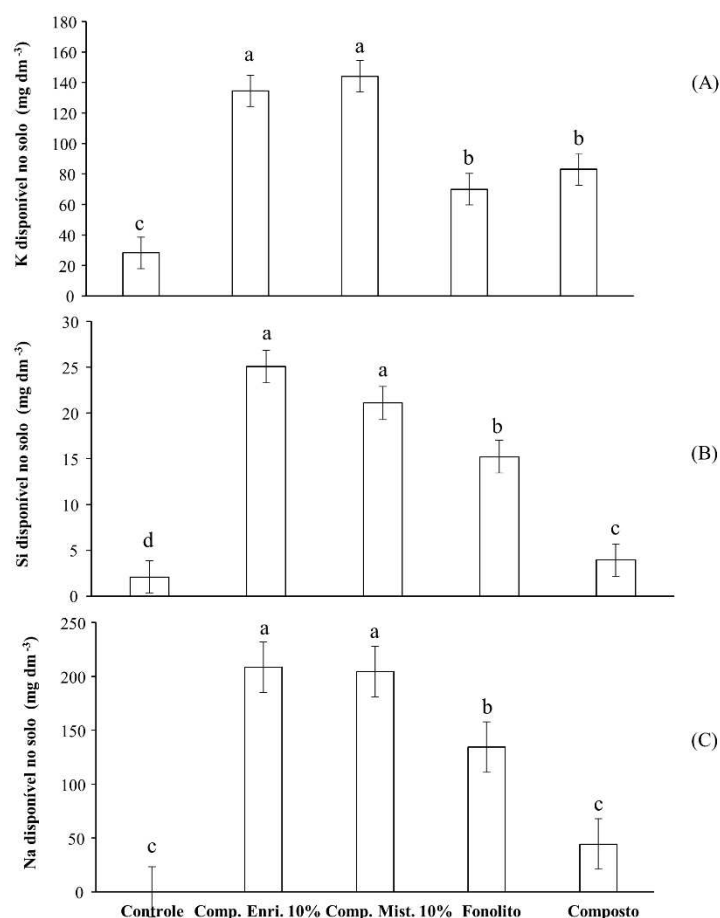 K disponível no solo (mg dm⁻³)
160
140
120
100
80
60
40
20
0
c
a
a
b
b
(A)
Si disponível no solo (mg dm⁻³)
30
25
20
15
10
5
0
d
a
a
b
c
(B)
Na disponível no solo (mg dm⁻³)
250
200
150
100
50
0
c
a
a
b
c
(C)
Controle Comp. Enri. 10% Comp. Mist. 10% Fonolito Composto